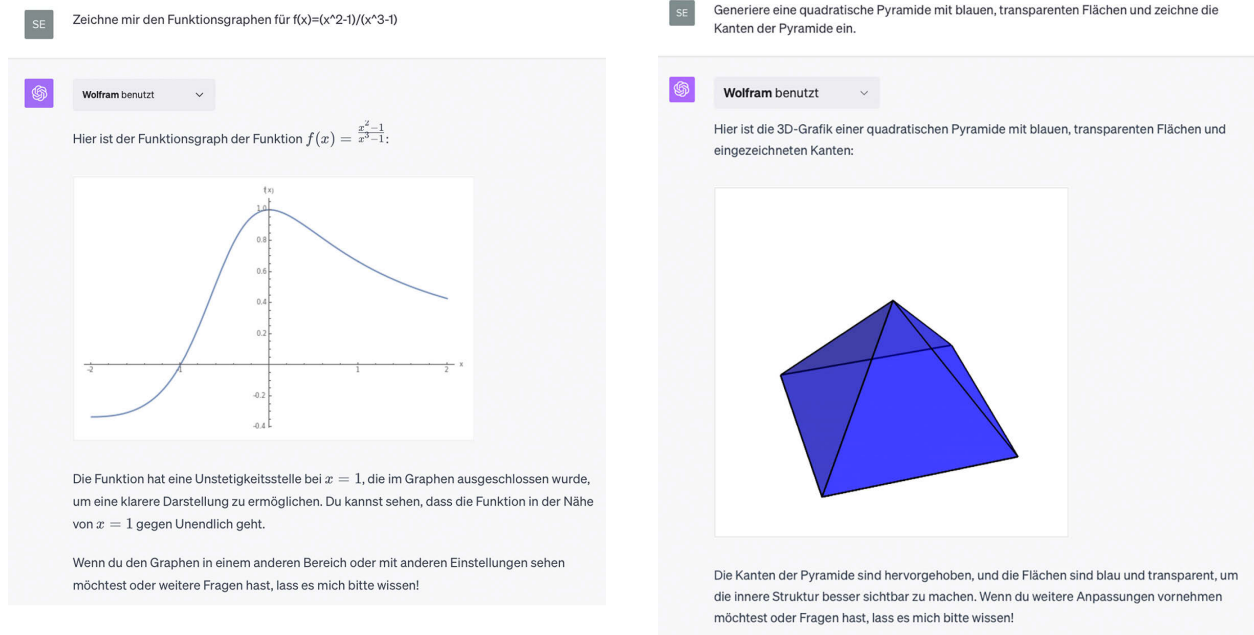 SE
Zeichne mir den Funktionsgraphen für f(x)=(x^2-1)/(x^3-1)
Wolfram benutzt
Hier ist der Funktionsgraph der Funktion f(x) = x^2−1/x^3−1:
f(x)
1.0
0.8
0.6
0.4
0.2
-2 -1 1 2 x
-0.2
-0.4
Die Funktion hat eine Unstetigkeitsstelle bei x = 1, die im Graphen ausgeschlossen wurde,
um eine klarere Darstellung zu ermöglichen. Du kannst sehen, dass die Funktion in der Nähe
von x = 1 gegen Unendlich geht.
Wenn du den Graphen in einem anderen Bereich oder mit anderen Einstellungen sehen
möchtest oder weitere Fragen hast, lass es mich bitte wissen!
SE
Generiere eine quadratische Pyramide mit blauen, transparenten Flächen und zeichne die
Kanten der Pyramide ein.
Wolfram benutzt
Hier ist die 3D-Grafik einer quadratischen Pyramide mit blauen, transparenten Flächen und
eingezeichneten Kanten:
Die Kanten der Pyramide sind hervorgehoben, und die Flächen sind blau und transparent, um
die innere Struktur besser sichtbar zu machen. Wenn du weitere Anpassungen vornehmen
möchtest oder Fragen hast, lass es mich bitte wissen!